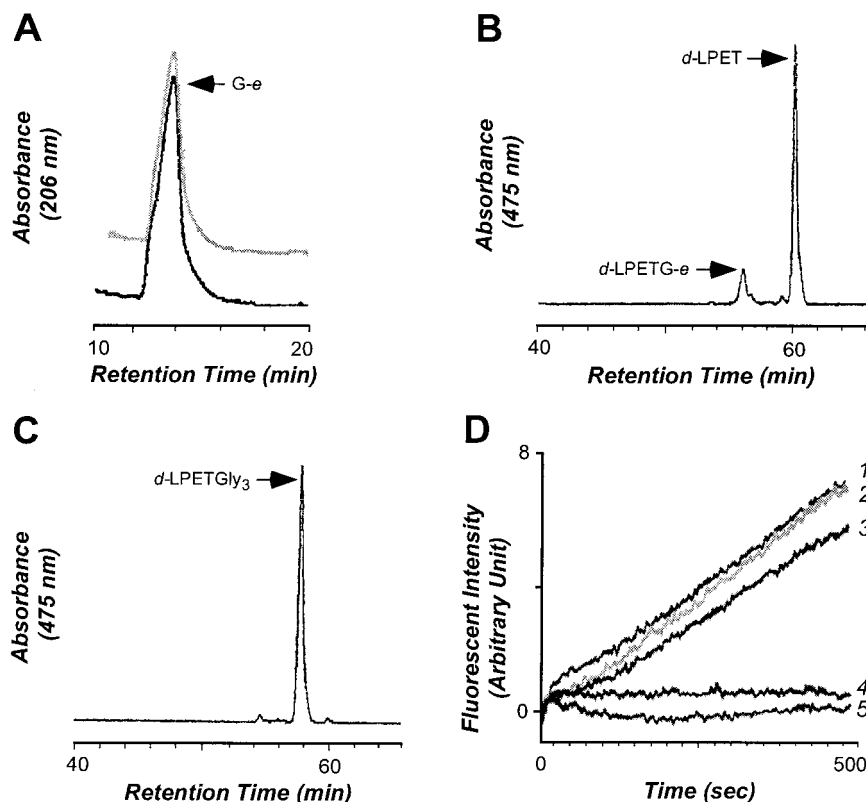 A
Absorbance
(206 nm)
G-e
10
20
Retention Time (min)
B
Absorbance
(475 nm)
d-LPET
d-LPETG-e
40
60
Retention Time (min)
C
Absorbance
(475 nm)
d-LPETGly3
40
60
Retention Time (min)
D
Fluorescent Intensity
(Arbitrary Unit)
8
0
1
2
3
4
5
0
500
Time (sec)